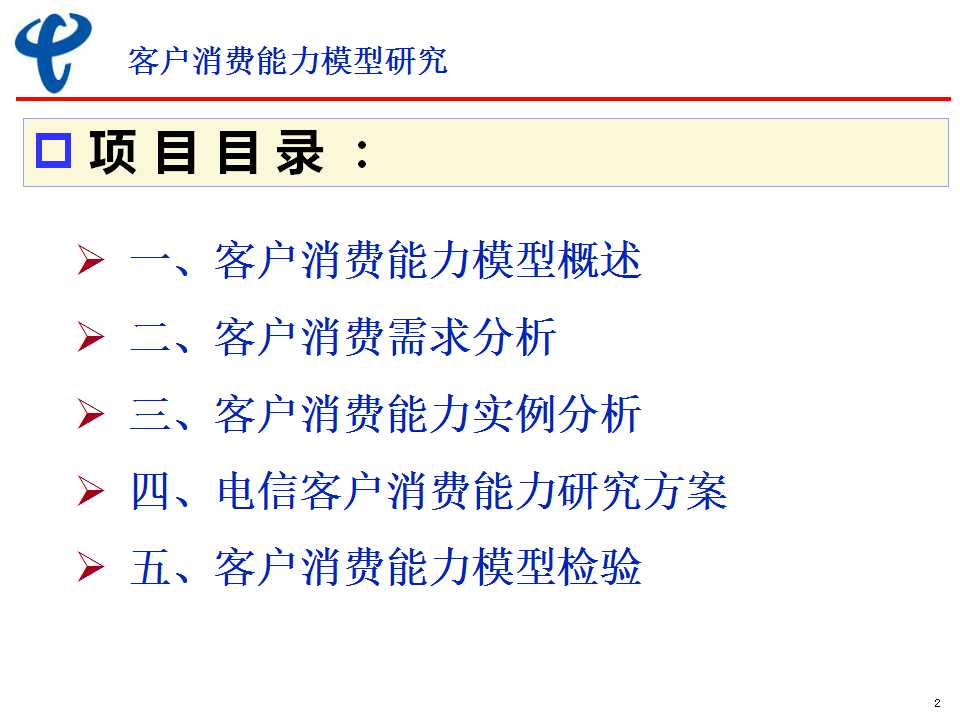 客户消费能力模型研究
项目目录：
一、客户消费能力模型概述
二、客户消费需求分析
三、客户消费能力实例分析
四、电信客户消费能力研究方案
五、客户消费能力模型检验
2